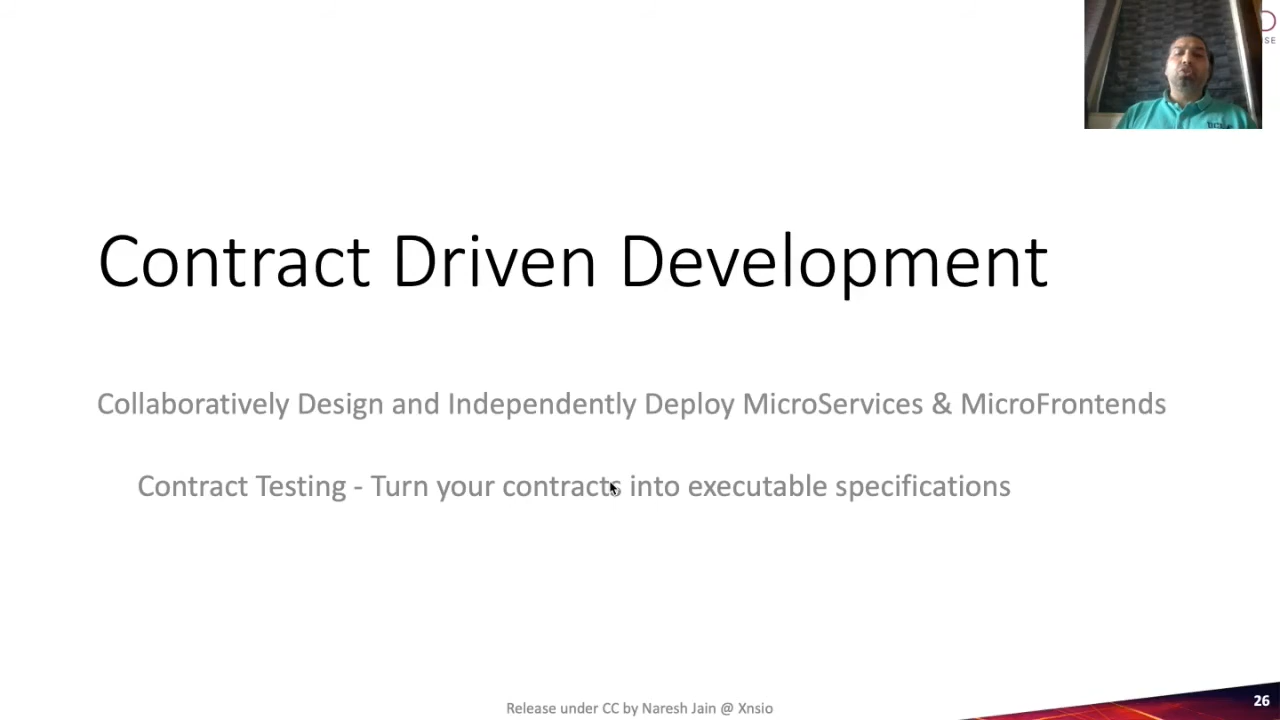 Contract Driven Development
Collaboratively Design and Independently Deploy MicroServices & MicroFrontends
Contract Testing - Turn your contracts into executable specifications
Release under CC by Naresh Jain @ Xnsio
26